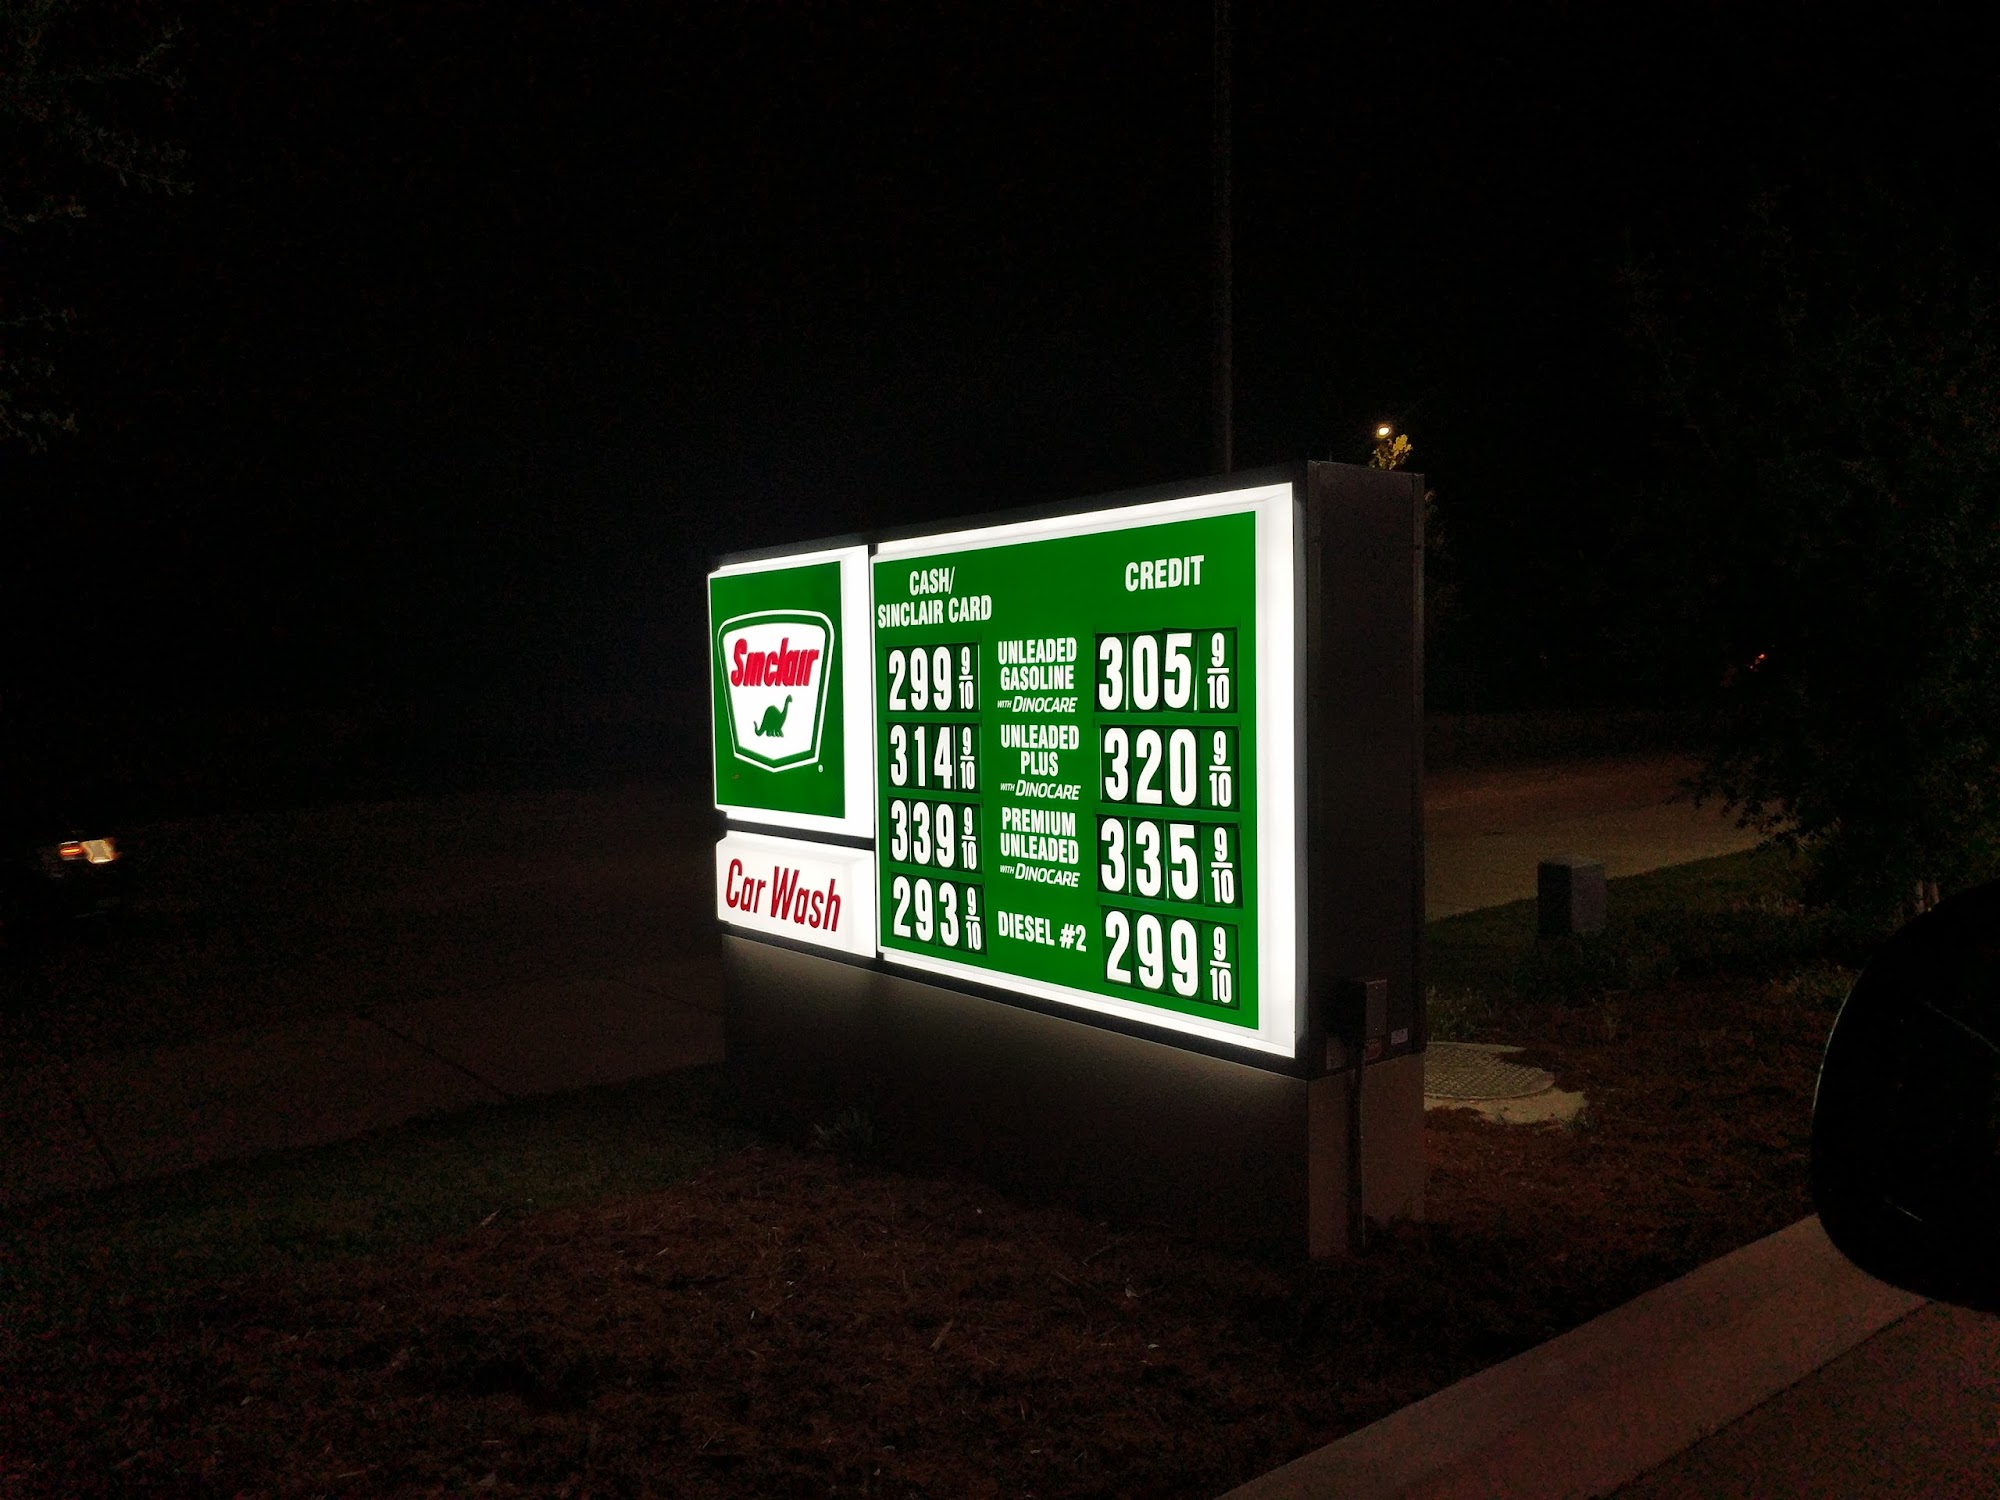 Sinclair
®
Car Wash
CASH/
SINCLAIR CARD
CREDIT
299 9/10
UNLEADED
GASOLINE
WITH DINOCARE
305 9/10
314 9/10
UNLEADED
PLUS
WITH DINOCARE
320 9/10
339 9/10
PREMIUM
UNLEADED
WITH DINOCARE
335 9/10
293 9/10
DIESEL #2
299 9/10